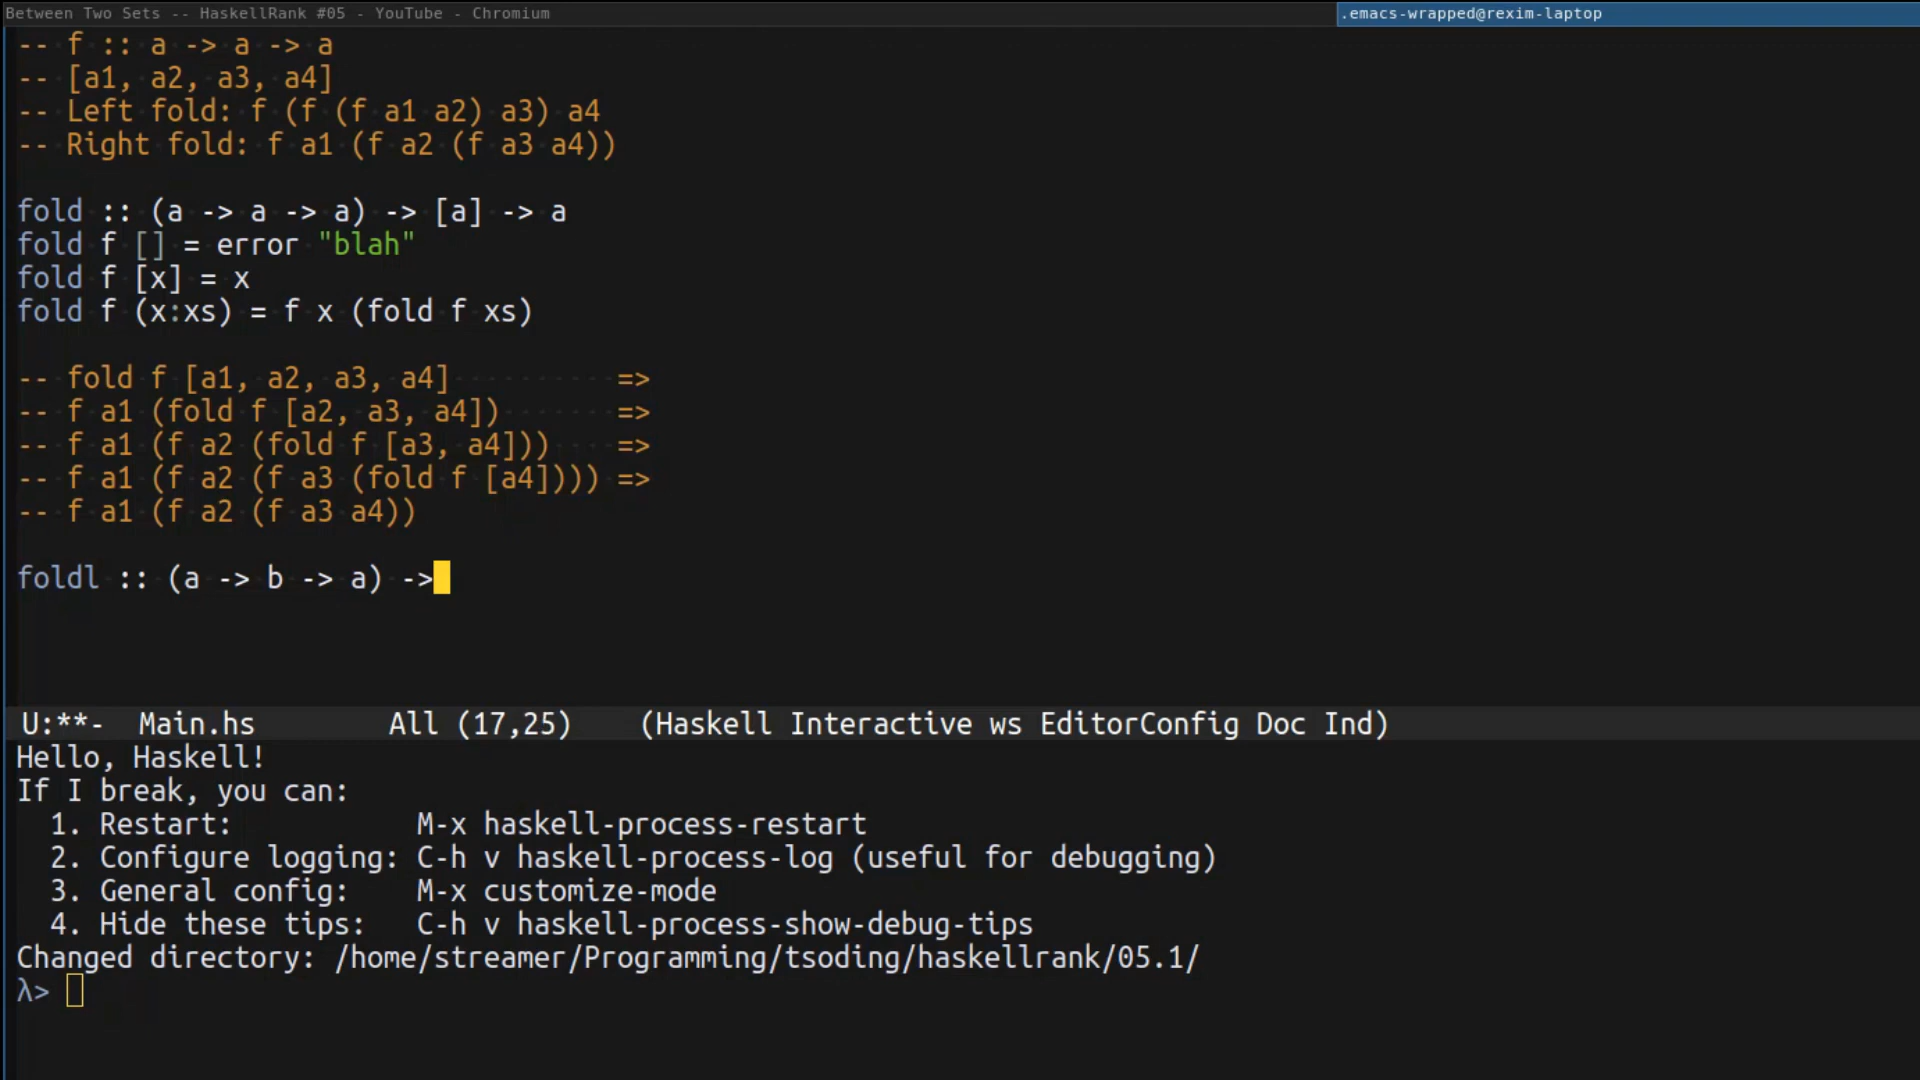 Between Two Sets -- HaskellRank #05 - YouTube - Chromium
.emacs-wrapped@rexim-laptop
-- f :: a -> a -> a
-- [a1, a2, a3, a4]
-- Left fold: f (f (f a1 a2) a3) a4
-- Right fold: f a1 (f a2 (f a3 a4))
fold :: (a -> a -> a) -> [a] -> a
fold f [] = error "blah"
fold f [x] = x
fold f (x:xs) = f x (fold f xs)
-- fold f [a1, a2, a3, a4]          =>
-- f a1 (fold f [a2, a3, a4])       =>
-- f a1 (f a2 (fold f [a3, a4]))    =>
-- f a1 (f a2 (f a3 (fold f [a4]))) =>
-- f a1 (f a2 (f a3 a4))
foldl :: (a -> b -> a) ->
U:**-  Main.hs        All (17,25)    (Haskell Interactive ws EditorConfig Doc Ind)
Hello, Haskell!
If I break, you can:
  1. Restart:           M-x haskell-process-restart
  2. Configure logging: C-h v haskell-process-log (useful for debugging)
  3. General config:    M-x customize-mode
  4. Hide these tips:   C-h v haskell-process-show-debug-tips
Changed directory: /home/streamer/Programming/tsoding/haskellrank/05.1/
λ>